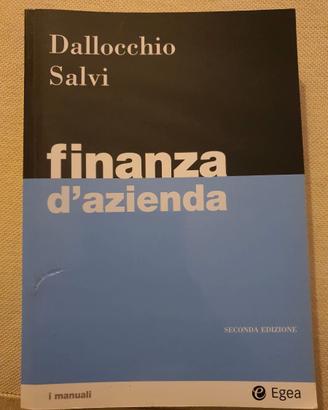 Dallocchio
Salvi
finanza
d'azienda
SECONDA EDIZIONE
i manuali
e Egea